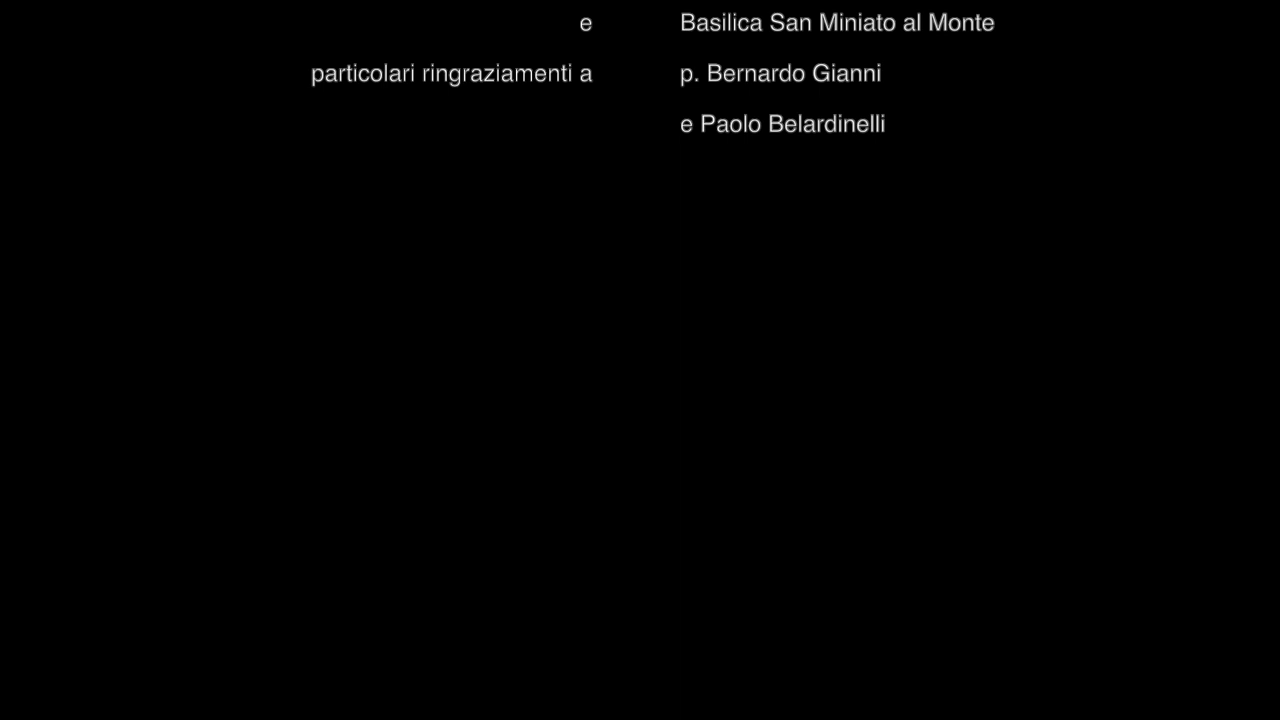 e Basilica San Miniato al Monte
particolari ringraziamenti a p. Bernardo Gianni
e Paolo Belardinelli